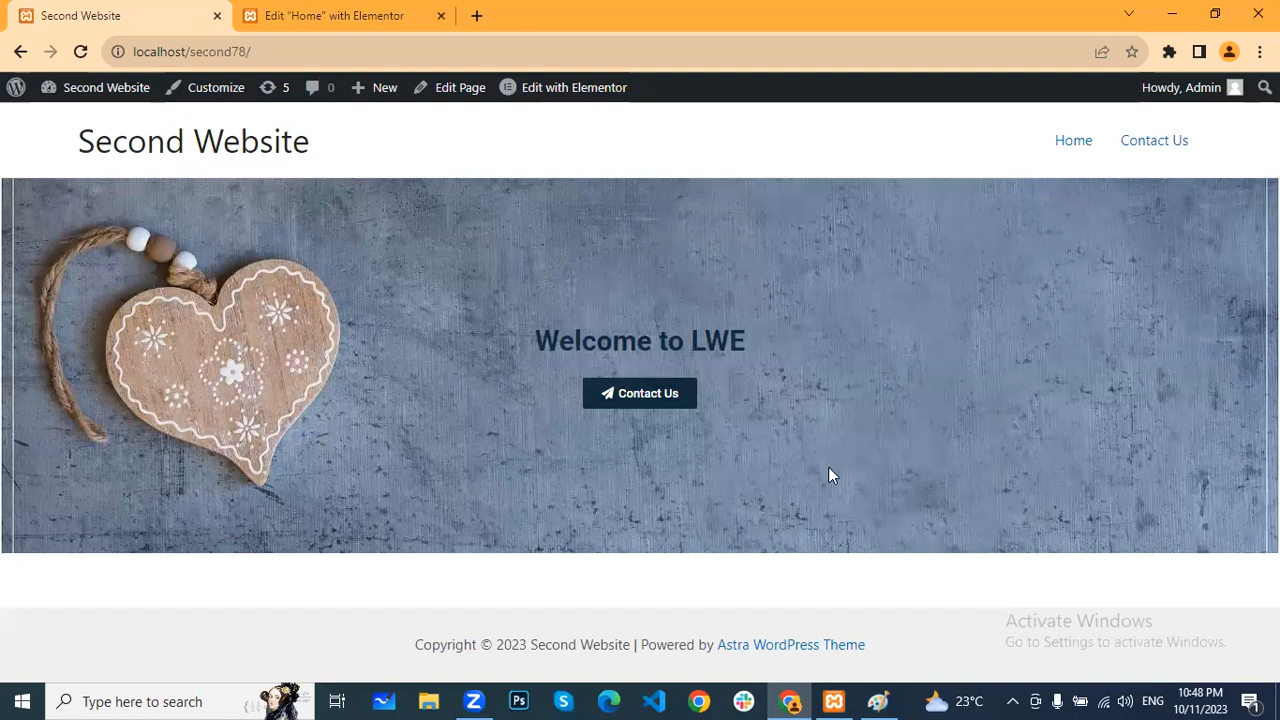 Second Website
Edit "Home" with Elementor
localhost/second78/
Second Website
Customize
5
0
New
Edit Page
Edit with Elementor
Howdy, Admin
Second Website
Home
Contact Us
Welcome to LWE
Contact Us
Activate Windows
Go to Settings to activate Windows.
Copyright © 2023 Second Website | Powered by Astra WordPress Theme
Type here to search
23°C
ENG
10:48 PM
10/11/2023
1